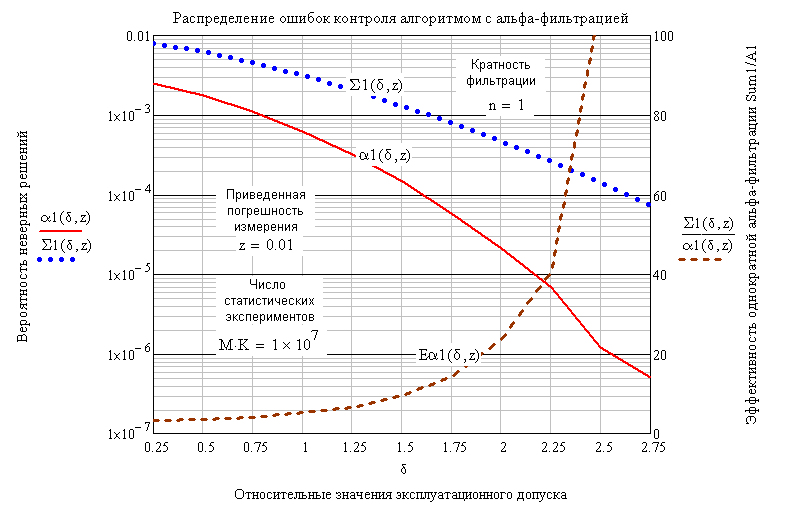 Распределение ошибок контроля алгоритмом с альфа-фильтрацией
Вероятность неверных решений
α1(δ,z)
Σ1(δ,z)
0.01
1×10⁻³
1×10⁻⁴
1×10⁻⁵
1×10⁻⁶
1×10⁻⁷
Σ1(δ,z)
α1(δ,z)
Eα1(δ,z)
Кратность
фильтрации
n = 1
Приведенная
погрешность
измерения
z = 0.01
Число
статистических
экспериментов
M·K = 1×10⁷
100
80
60
40
20
0
Σ1(δ,z)
α1(δ,z)
Эффективность однократной альфа-фильтрации Sum1/A1
0.25 0.5 0.75 1 1.25 1.5 1.75 2 2.25 2.5 2.75
δ
Относительные значения эксплуатационного допуска